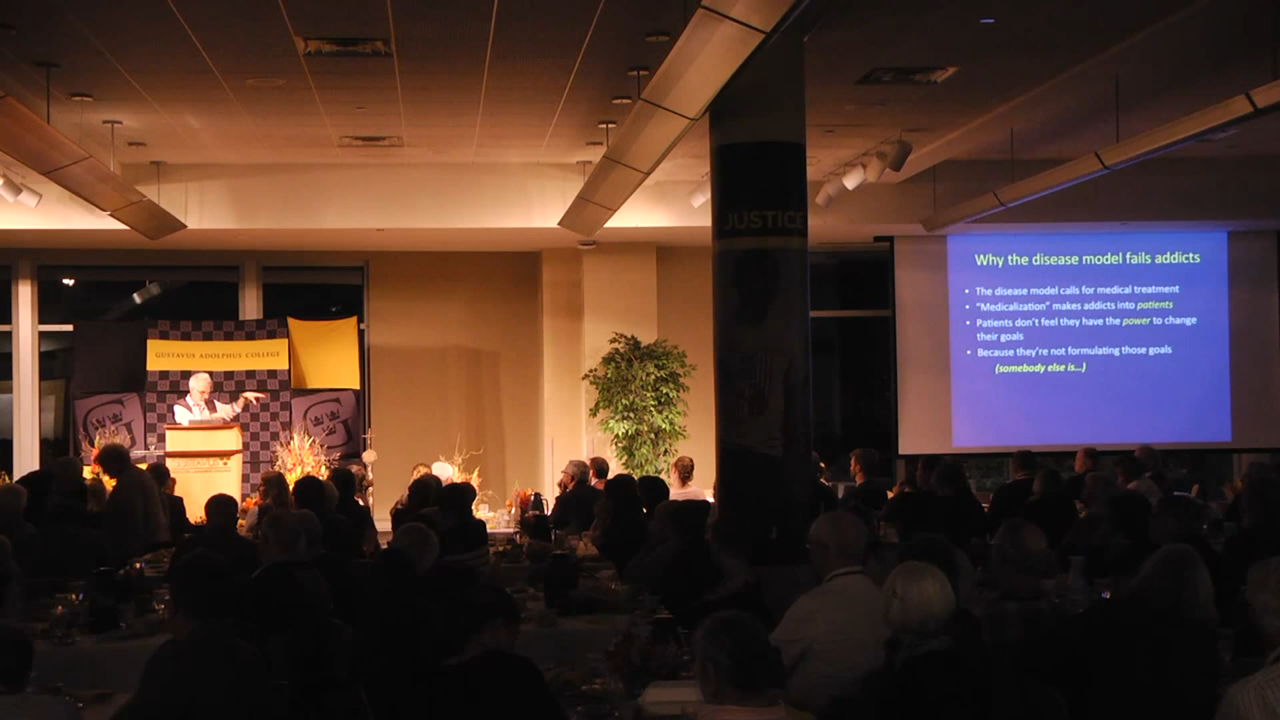 JUSTICE
GUSTAVUS ADOLPHUS COLLEGE
G
G
Why the disease model fails addicts
• The disease model calls for medical treatment
• “Medicalization” makes addicts into patients
• Patients don’t feel they have the power to change
their goals
• Because they’re not formulating those goals
(somebody else is…)